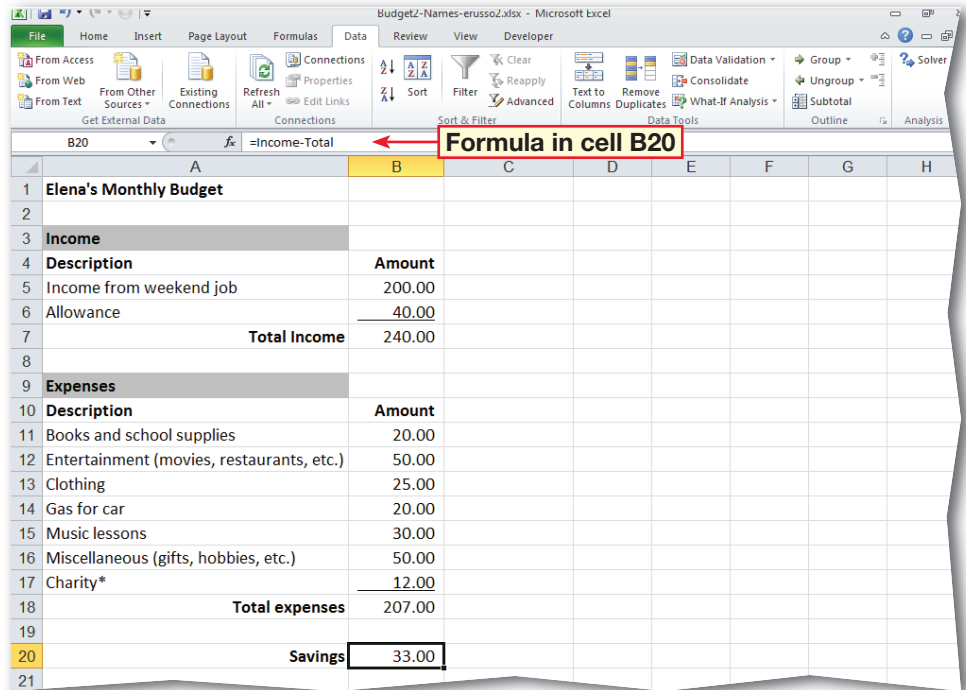 Budget2-Names-erusso2.xlsx - Microsoft Excel
File Home Insert Page Layout Formulas Data Review View Developer
From Access
From Web
From Text
From Other Sources
Existing Connections
Get External Data
Refresh All
Connections
Properties
Edit Links
Connections
Sort
Filter
Clear
Reapply
Advanced
Sort & Filter
Text to Columns
Remove Duplicates
Data Validation
Consolidate
What-If Analysis
Data Tools
Group
Ungroup
Subtotal
Outline
Solver
Analysis
B20 fx =Income-Total
Formula in cell B20
A B C D E F G H
1 Elena's Monthly Budget
2
3 Income
4 Description Amount
5 Income from weekend job 200.00
6 Allowance 40.00
7 Total Income 240.00
8
9 Expenses
10 Description Amount
11 Books and school supplies 20.00
12 Entertainment (movies, restaurants, etc.) 50.00
13 Clothing 25.00
14 Gas for car 20.00
15 Music lessons 30.00
16 Miscellaneous (gifts, hobbies, etc.) 50.00
17 Charity* 12.00
18 Total expenses 207.00
19
20 Savings 33.00
21